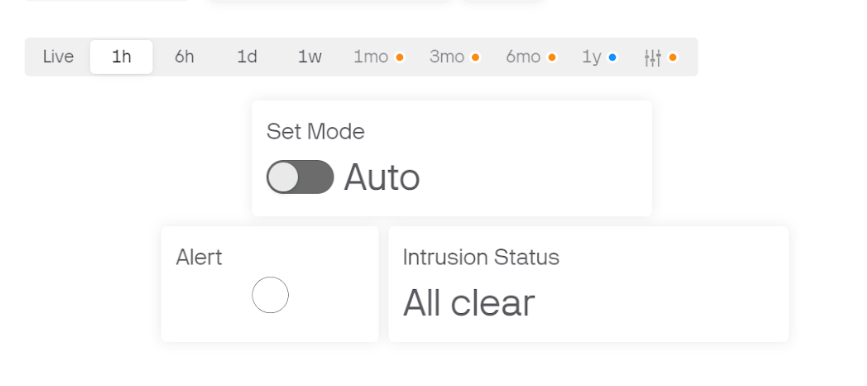 Live 1h 6h 1d 1w 1mo 3mo 6mo 1y
Set Mode
Auto
Alert
Intrusion Status
All clear